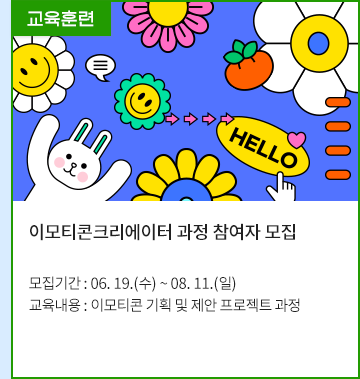 교육훈련
HELLO
이모티콘크리에이터 과정 참여자 모집
모집기간 : 06. 19.(수) ~ 08. 11.(일)
교육내용 : 이모티콘 기획 및 제안 프로젝트 과정